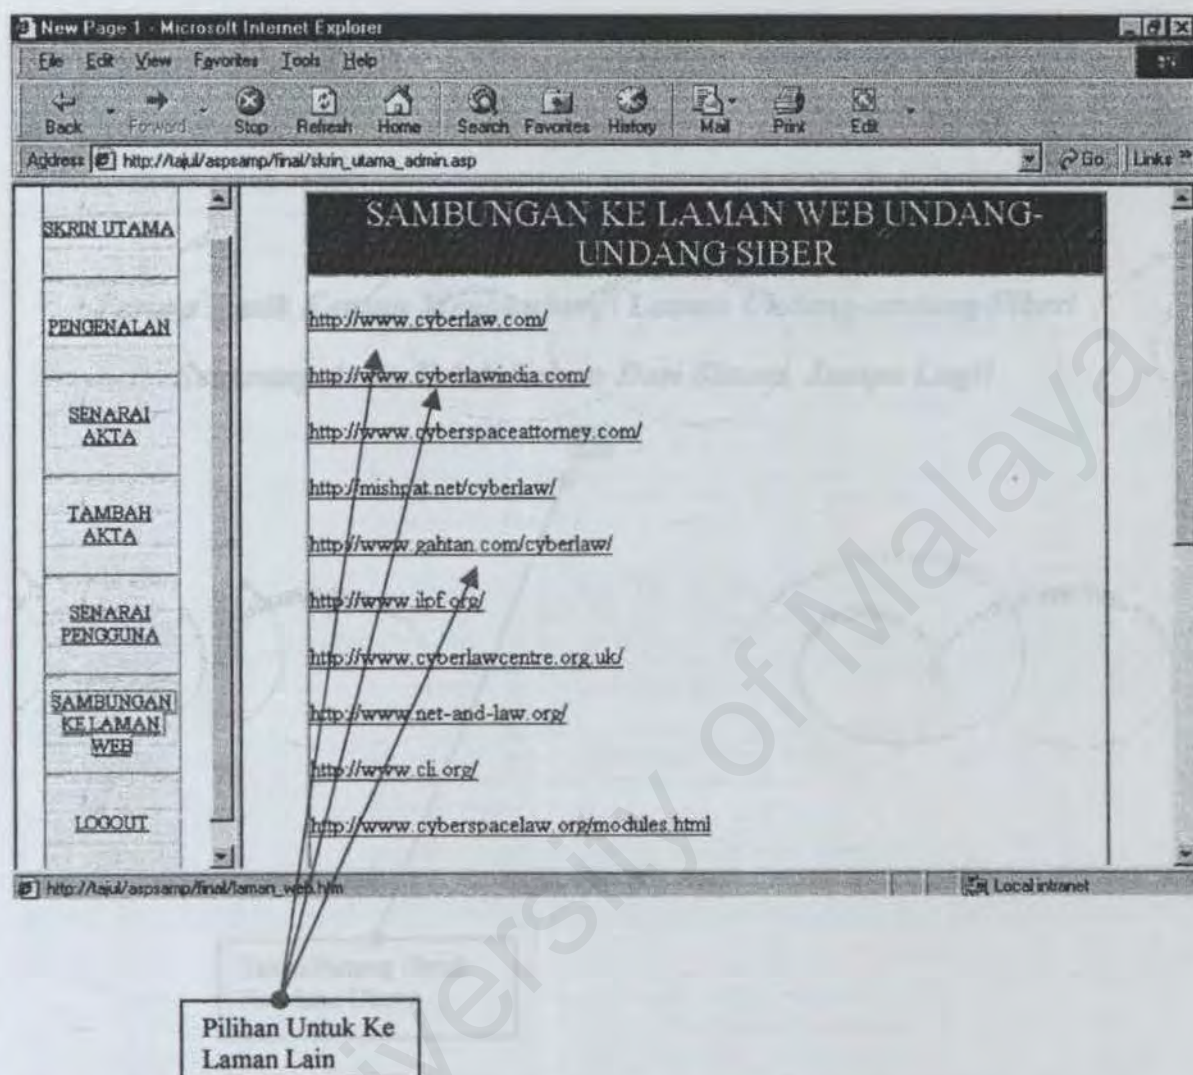 New Page 1 - Microsoft Internet Explorer
File Edit View Favorites Tools Help
Back Forward Stop Refresh Home Search Favorites History Mail Print Edit
Address http://tajul/aspsamp/final/skrin_utama_admin.asp Go Links »
SKRIN UTAMA
PENGENALAN
SENARAI
AKTA
TAMBAH
AKTA
SENARAI
PENGGUNA
SAMBUNGAN
KE LAMAN
WEB
LOGOUT
SAMBUNGAN KE LAMAN WEB UNDANG-
UNDANG SIBER
http://www.cyberlaw.com/
http://www.cyberlawindia.com/
http://www.cyberspaceattorney.com/
http://mishpat.net/cyberlaw/
http://www.gahtan.com/cyberlaw/
http://www.ilpf.org/
http://www.cyberlawcentre.org.uk/
http://www.net-and-law.org/
http://www.cli.org/
http://www.cyberspacelaw.org/modules.html
http://tajul/aspsamp/final/laman_web.htm Local intranet
Pilihan Untuk Ke
Laman Lain
University of Malaya